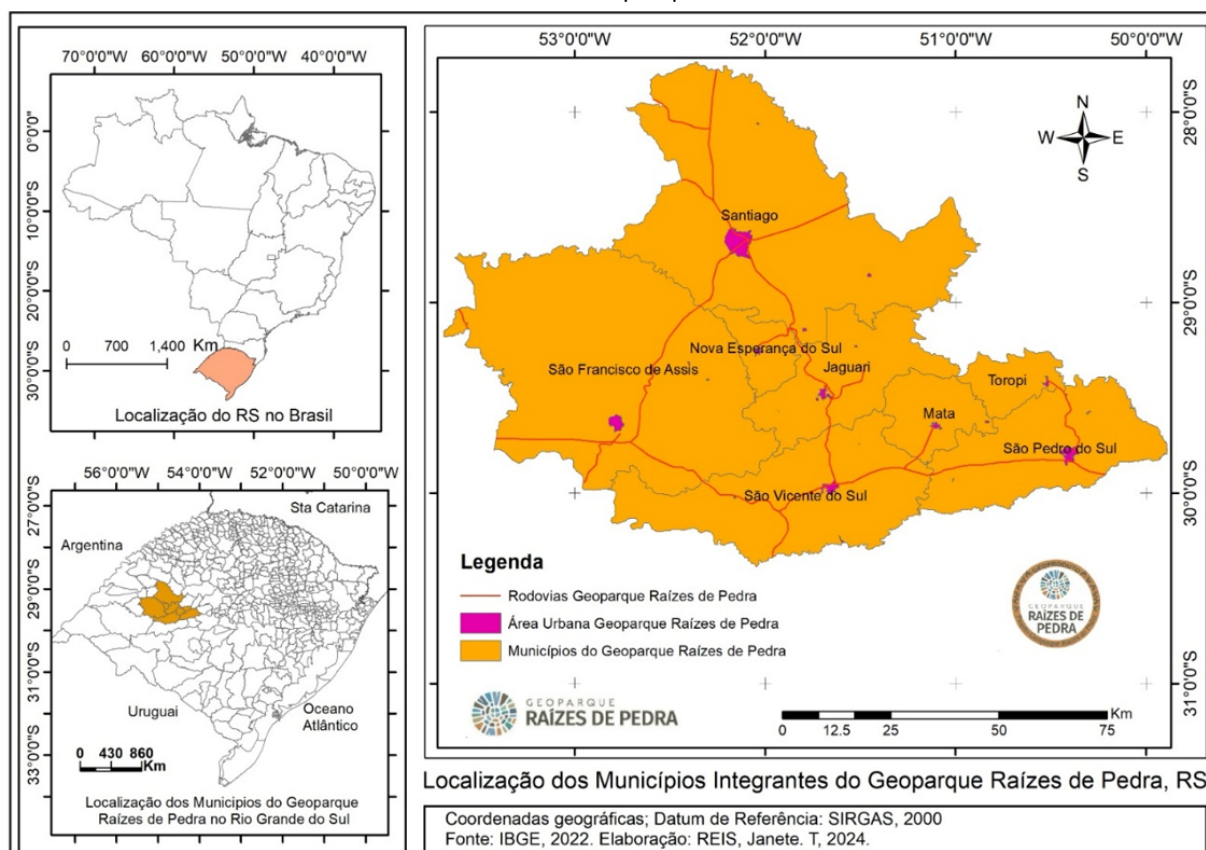 70°0'0"W 60°0'0"W 50°0'0"W 40°0'0"W
0°0'0"
10°0'0"S
20°0'0"S
30°0'0"S
0 700 1,400 Km
Localização do RS no Brasil
56°0'0"W 54°0'0"W 52°0'0"W 50°0'0"W
27°0'0"S
29°0'0"S
31°0'0"S
33°0'0"S
Sta Catarina
Argentina
Uruguai
Oceano
Atlântico
0 430 860
Km
Localização dos Municipios do Geoparque
Raízes de Pedra no Rio Grande do Sul
53°0'0"W 52°0'0"W 51°0'0"W 50°0'0"W
28°0'0"S
29°0'0"S
30°0'0"S
31°0'0"S
N
W E
S
Santiago
Nova Esperança do Sul
São Francisco de Assis
Jaguari
Toropi
Mata
São Pedro do Sul
São Vicente do Sul
Legenda
Rodovias Geoparque Raízes de Pedra
Área Urbana Geoparque Raízes de Pedra
Municípios do Geoparque Raízes de Pedra
GEOPARQUE
RAÍZES DE
PEDRA
GEOPARQUE
RAÍZES DE PEDRA
0 12.5 25 50 75
Km
Localização dos Municípios Integrantes do Geoparque Raízes de Pedra, RS
Coordenadas geográficas; Datum de Referência: SIRGAS, 2000
Fonte: IBGE, 2022. Elaboração: REIS, Janete. T, 2024.